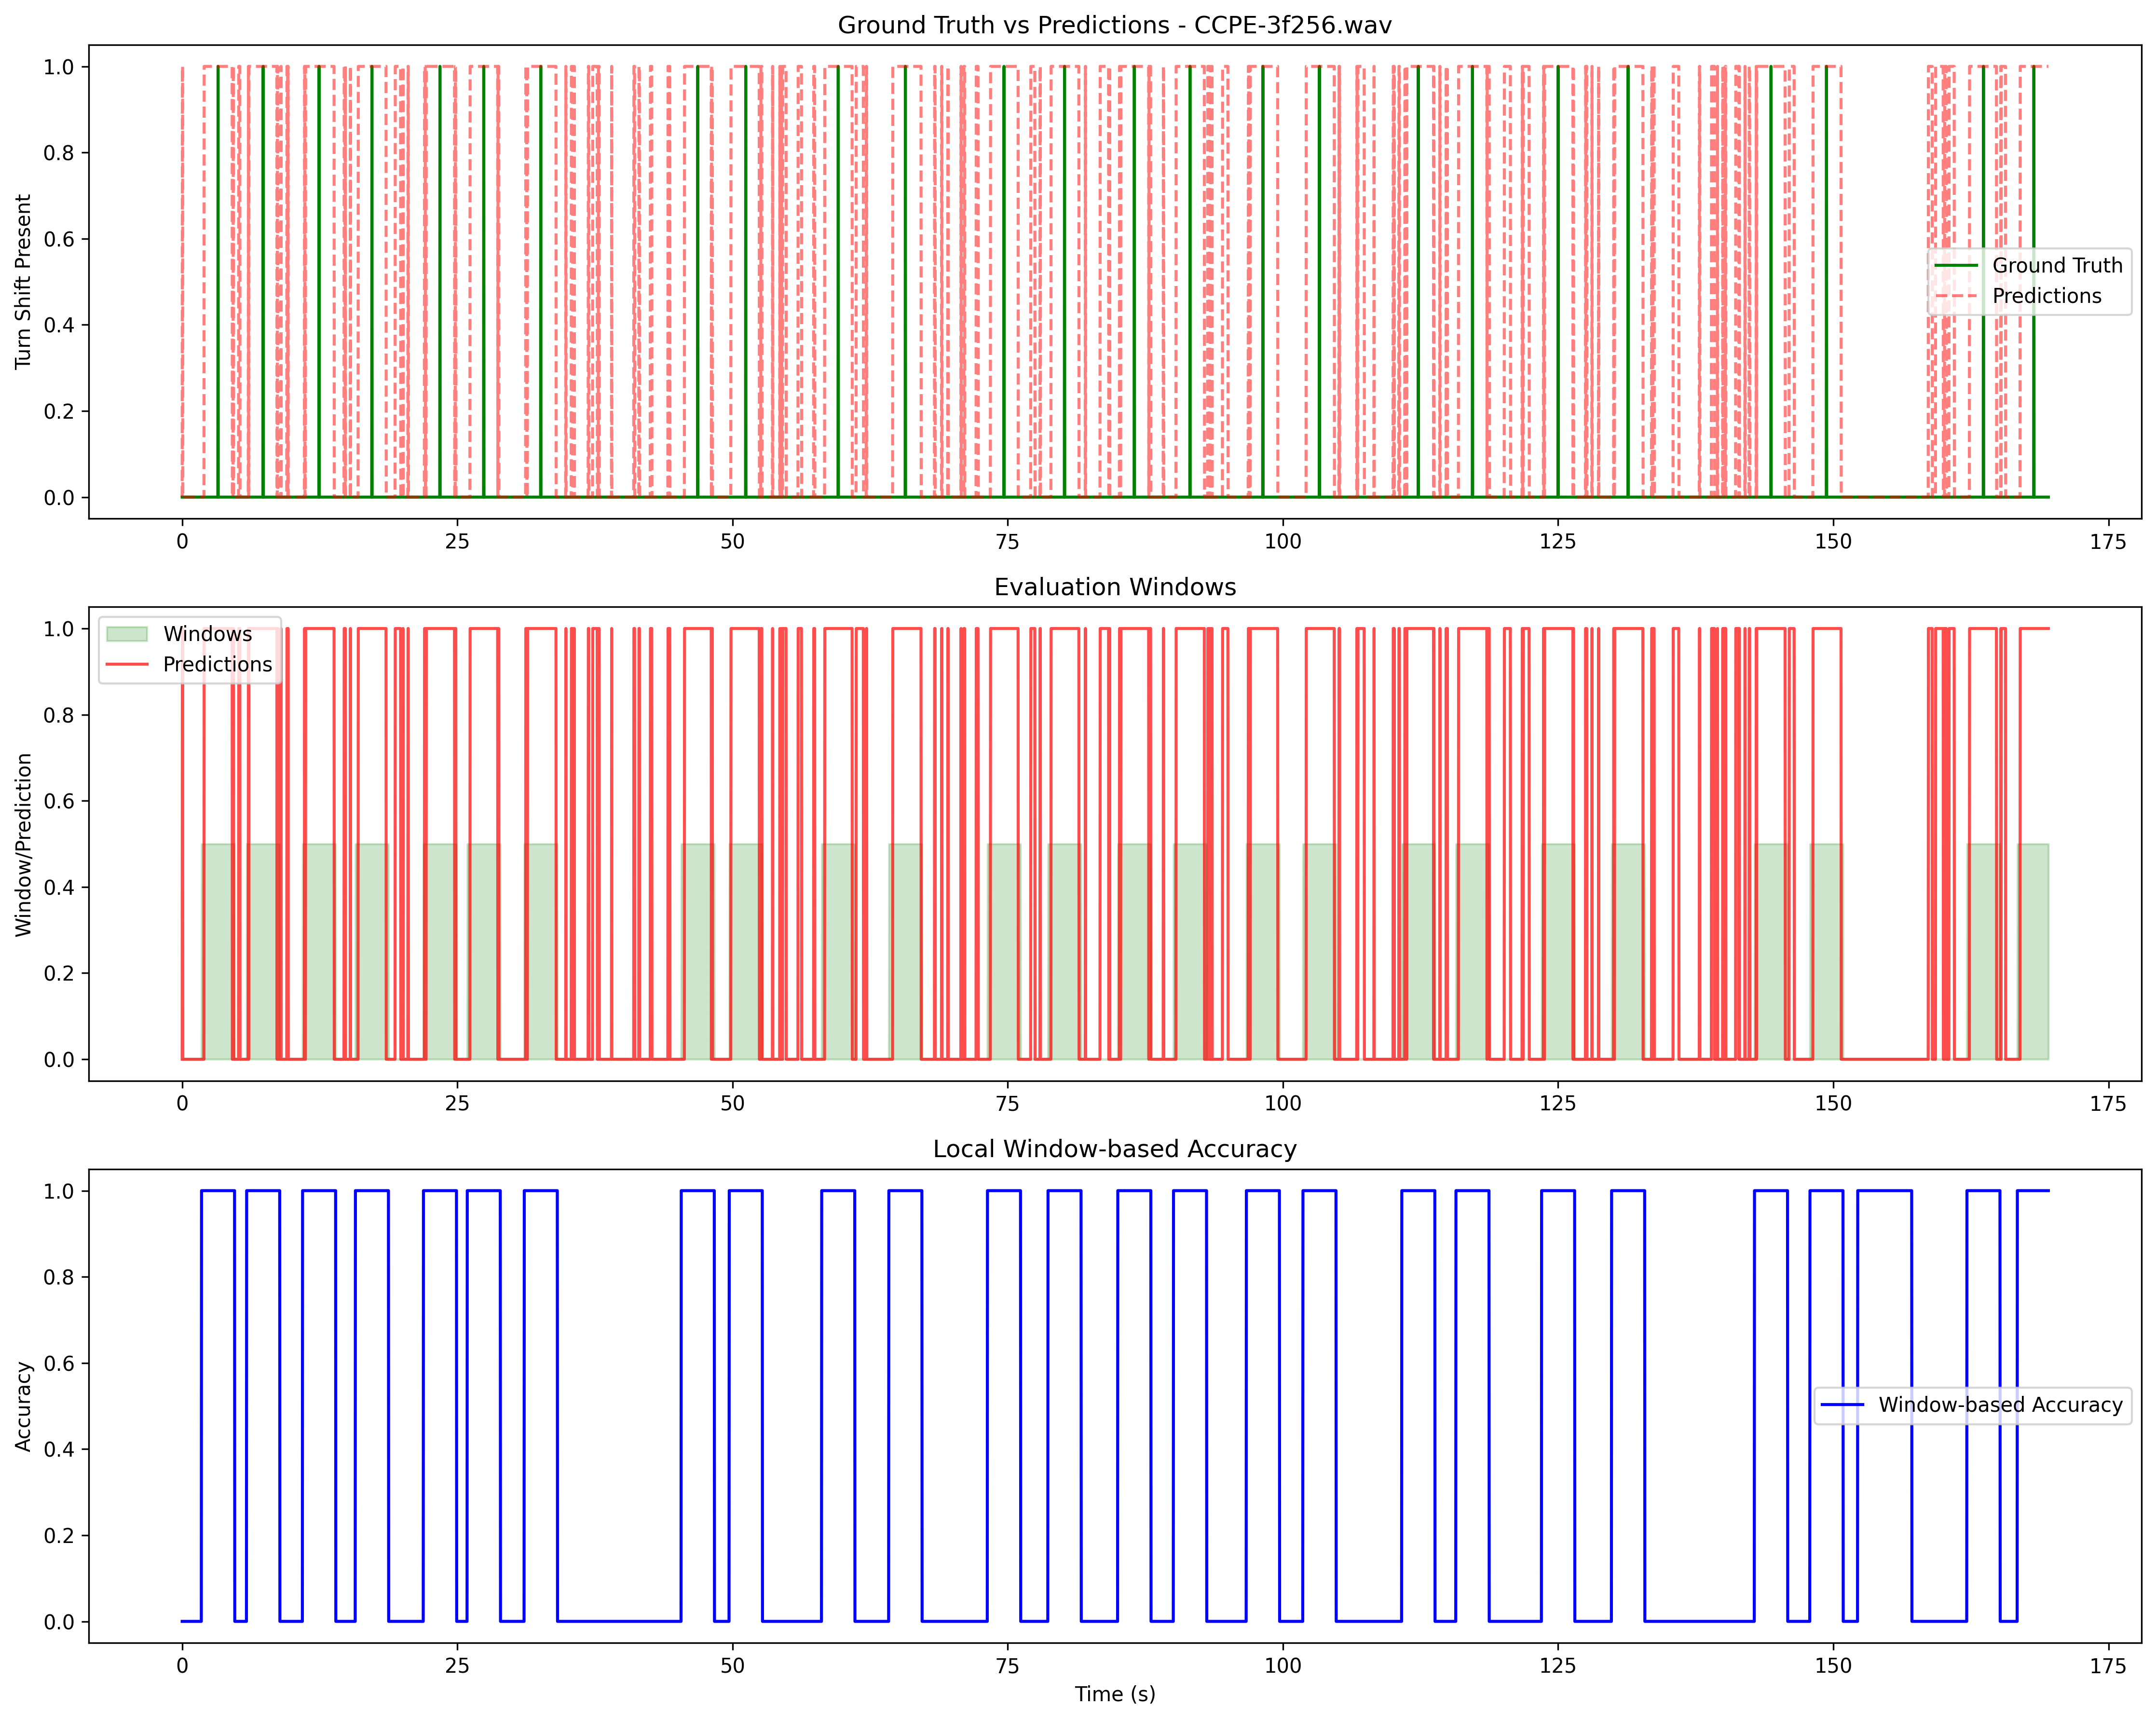 Ground Truth vs Predictions - CCPE-3f256.wav
1.0
0.8
0.6
0.4
0.2
0.0
Turn Shift Present
Ground Truth
Predictions
0 25 50 75 100 125 150 175
Evaluation Windows
1.0
0.8
0.6
0.4
0.2
0.0
Window/Prediction
Windows
Predictions
0 25 50 75 100 125 150 175
Local Window-based Accuracy
1.0
0.8
0.6
0.4
0.2
0.0
Accuracy
Window-based Accuracy
0 25 50 75 100 125 150 175
Time (s)